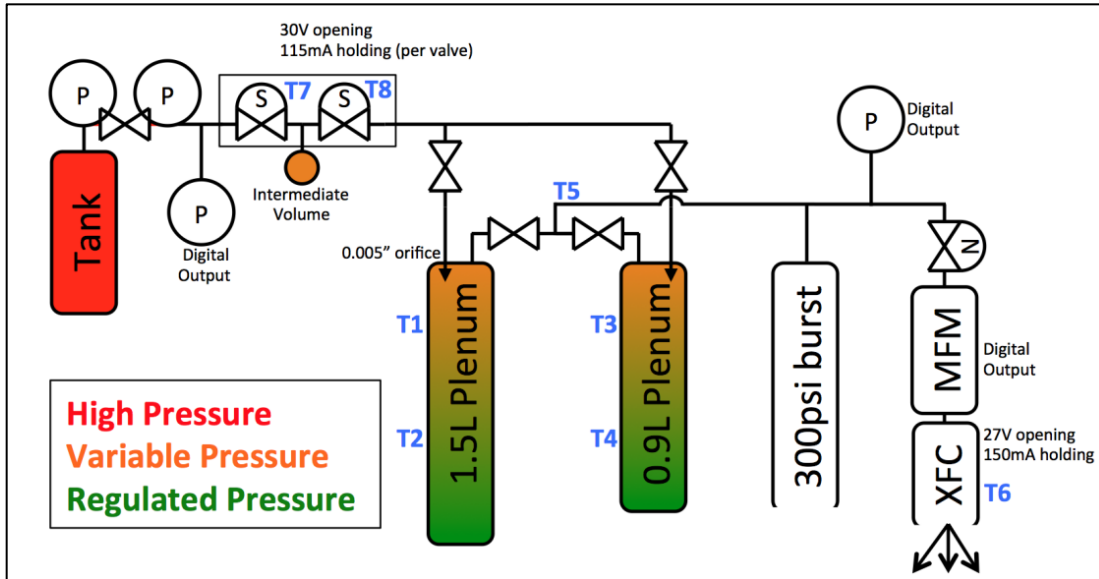 30V opening
115mA holding (per valve)
P
P
S
T7
S
T8
P
Digital
Output
Tank
P
Digital
Output
Intermediate
Volume
T5
0.005” orifice
N
T1
1.5L Plenum
T2
T3
0.9L Plenum
T4
300psi burst
MFM
Digital
Output
XFC
27V opening
150mA holding
T6
High Pressure
Variable Pressure
Regulated Pressure